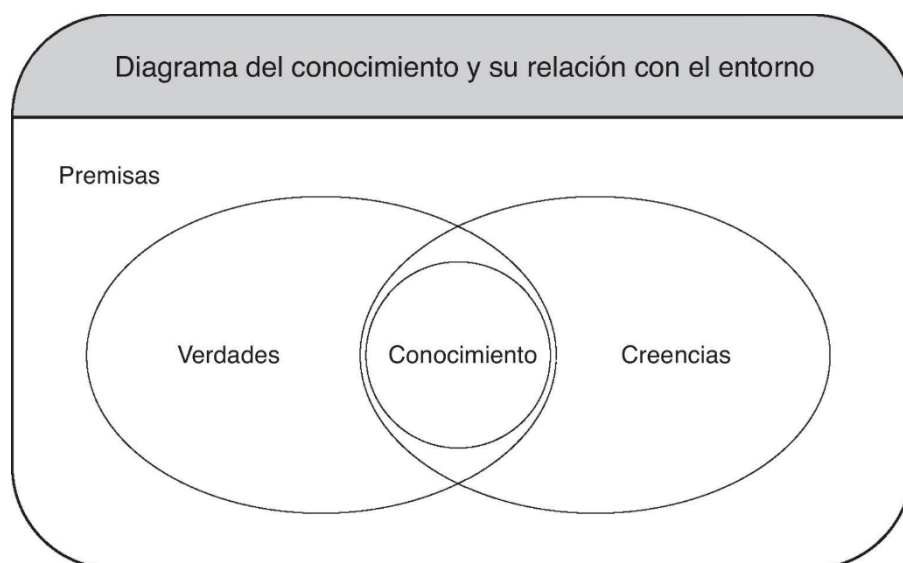 Diagrama del conocimiento y su relación con el entorno
Premisas
Verdades
Conocimiento
Creencias